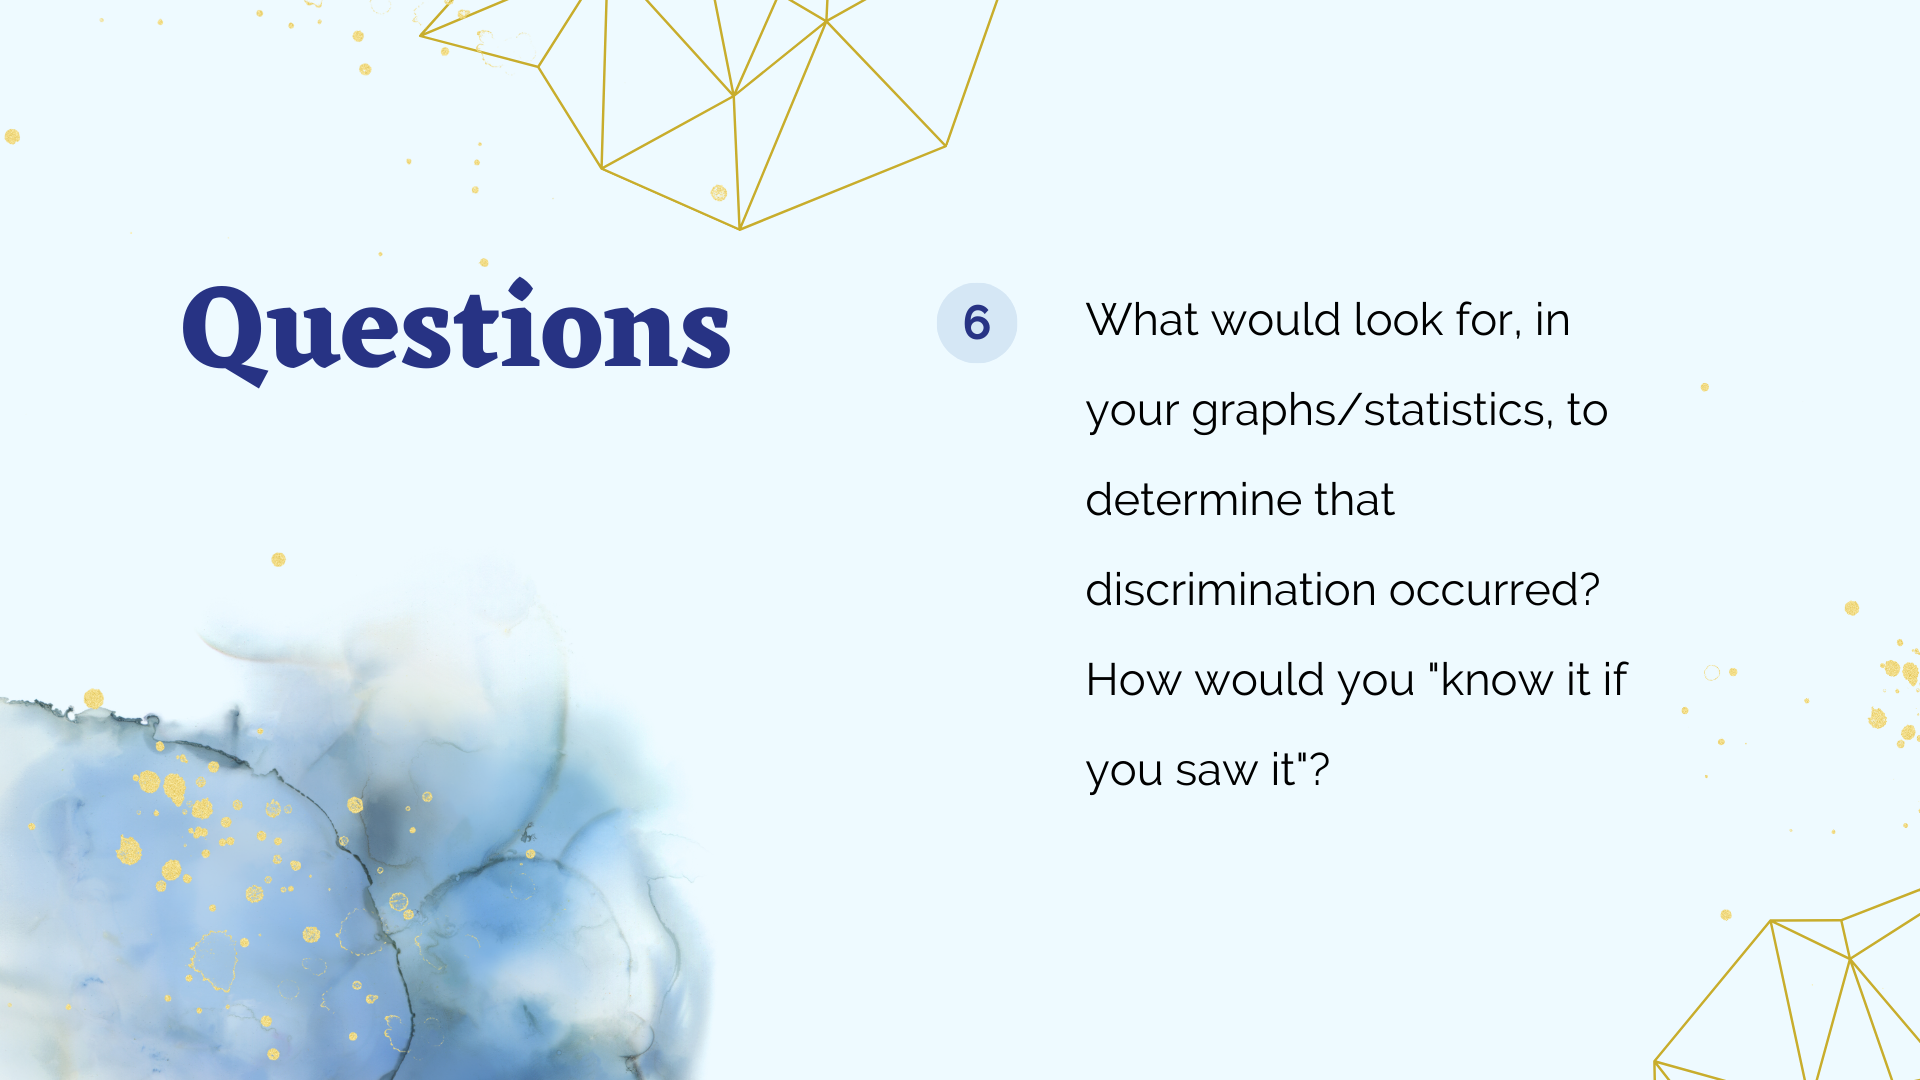 Questions
6
What would look for, in
your graphs/statistics, to
determine that
discrimination occurred?
How would you "know it if
you saw it"?